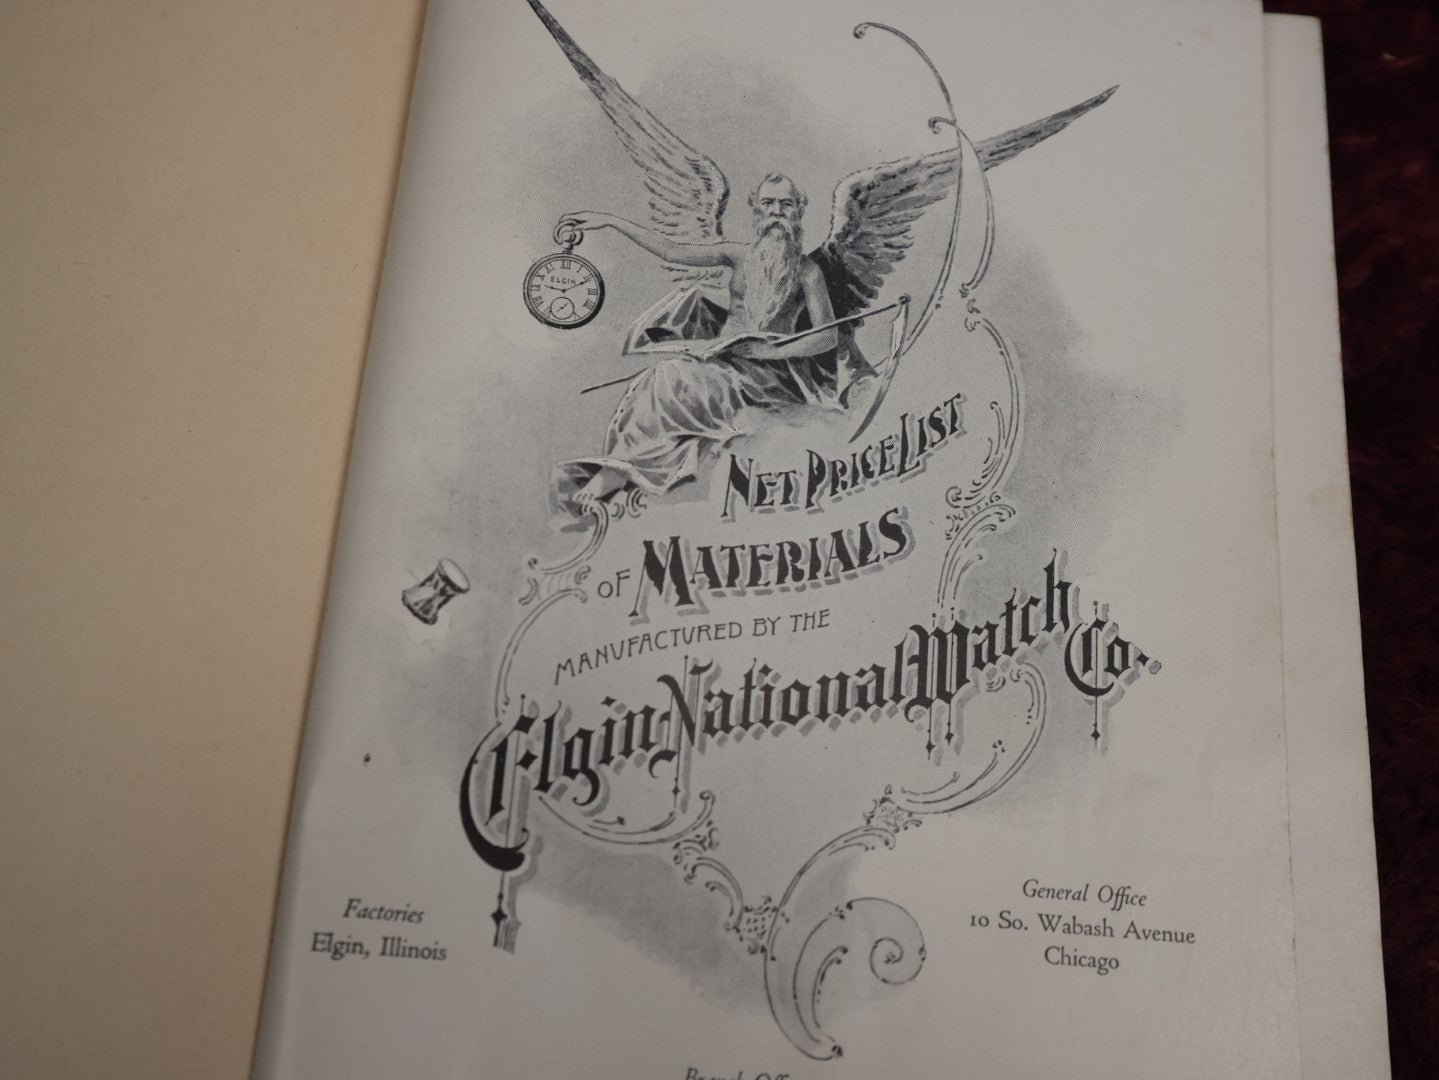 ELGIN
NET PRICE LIST
OF MATERIALS
MANUFACTURED BY THE
Elgin National Watch Co.
Factories
Elgin, Illinois
General Office
10 So. Wabash Avenue
Chicago
Branch